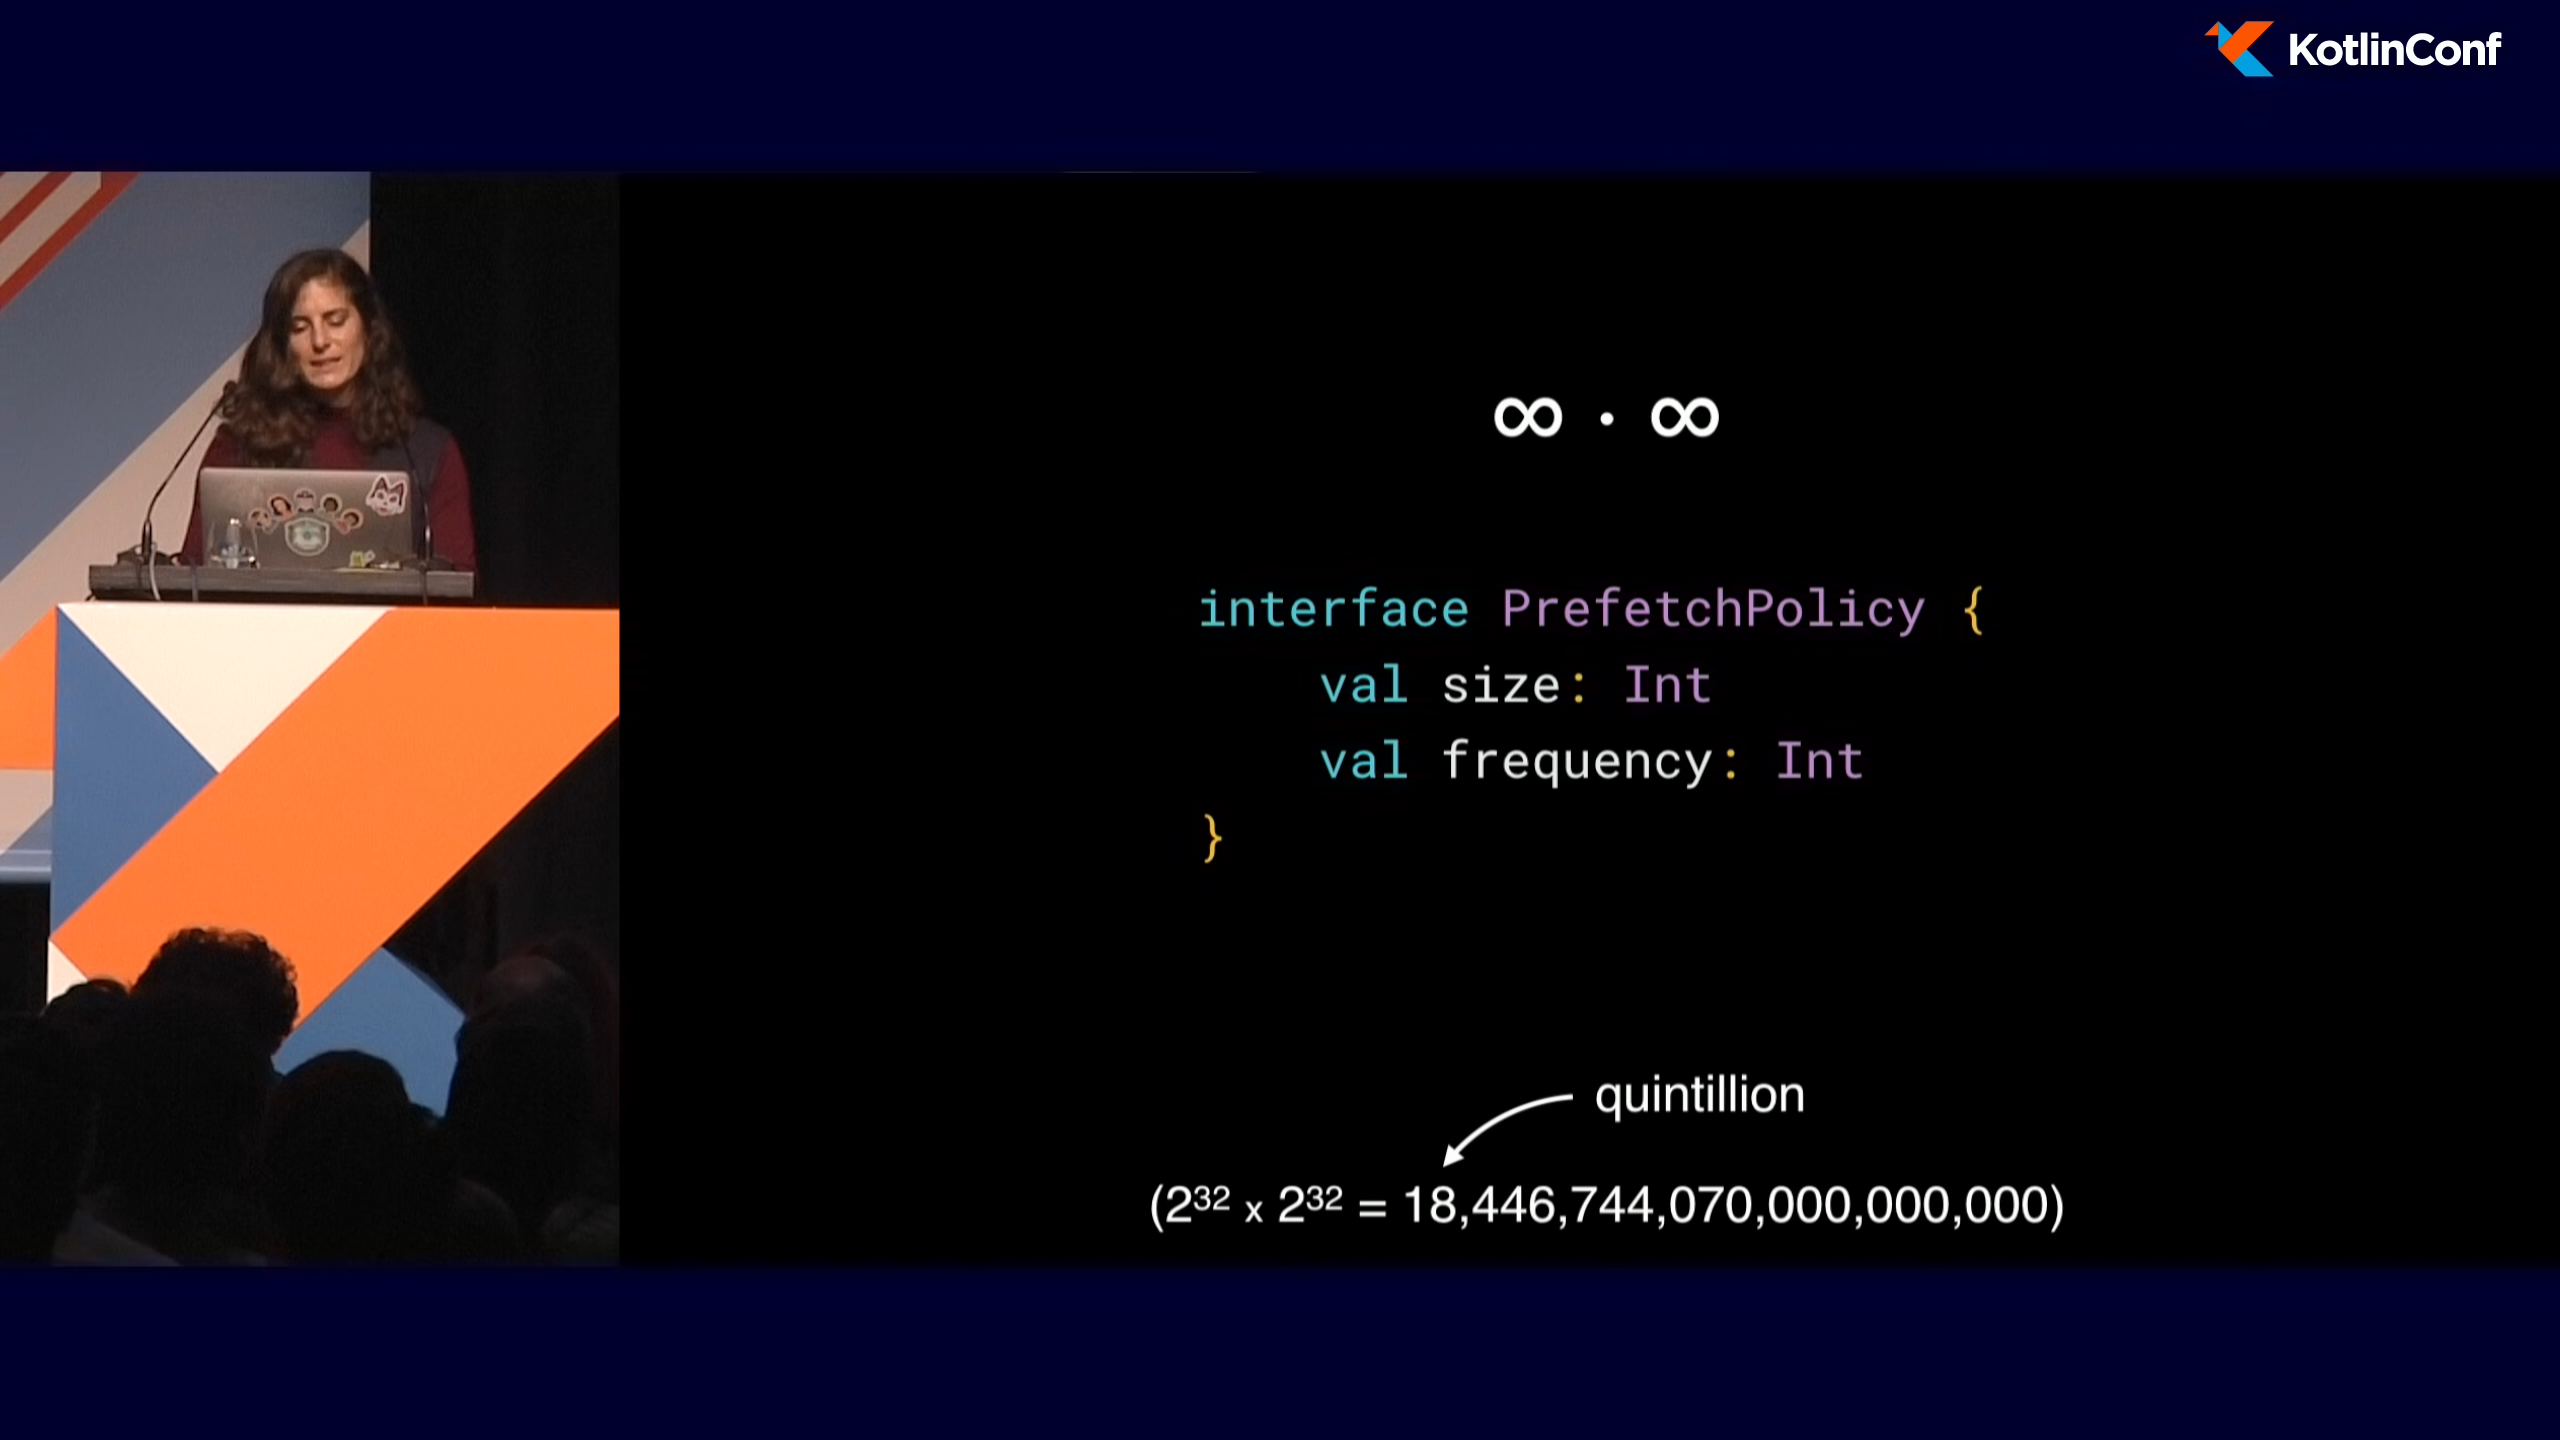 KotlinConf
∞ · ∞
interface PrefetchPolicy {
    val size: Int
    val frequency: Int
}
quintillion
(2³² x 2³² = 18,446,744,070,000,000,000)